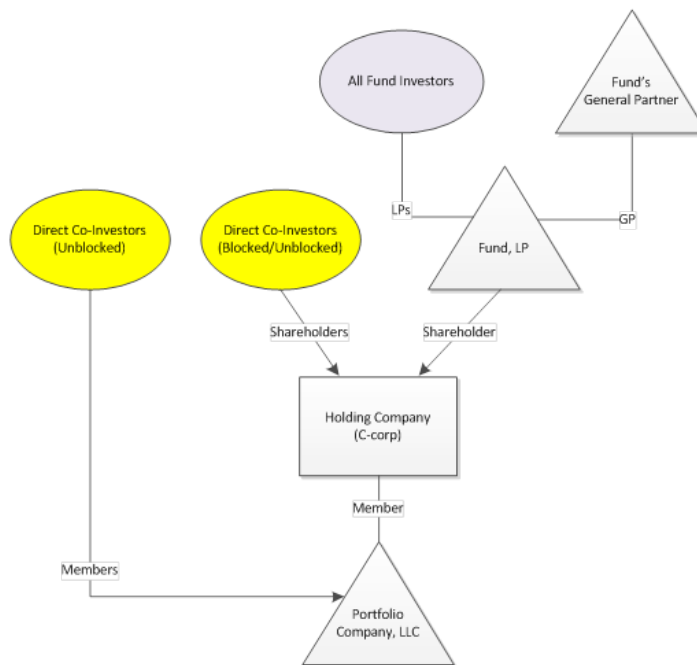 All Fund Investors
Fund's
General Partner
LPs
GP
Direct Co-Investors
(Unblocked)
Direct Co-Investors
(Blocked/Unblocked)
Fund, LP
Shareholders
Shareholder
Holding Company
(C-corp)
Member
Members
Portfolio
Company, LLC